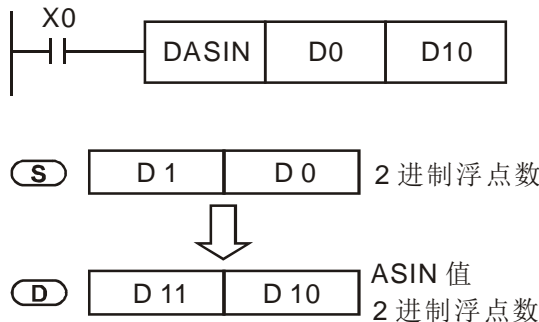 X0
DASIN D0 D10
S D 1 D 0 2 进制浮点数
D D 11 D 10 ASIN 值
2 进制浮点数